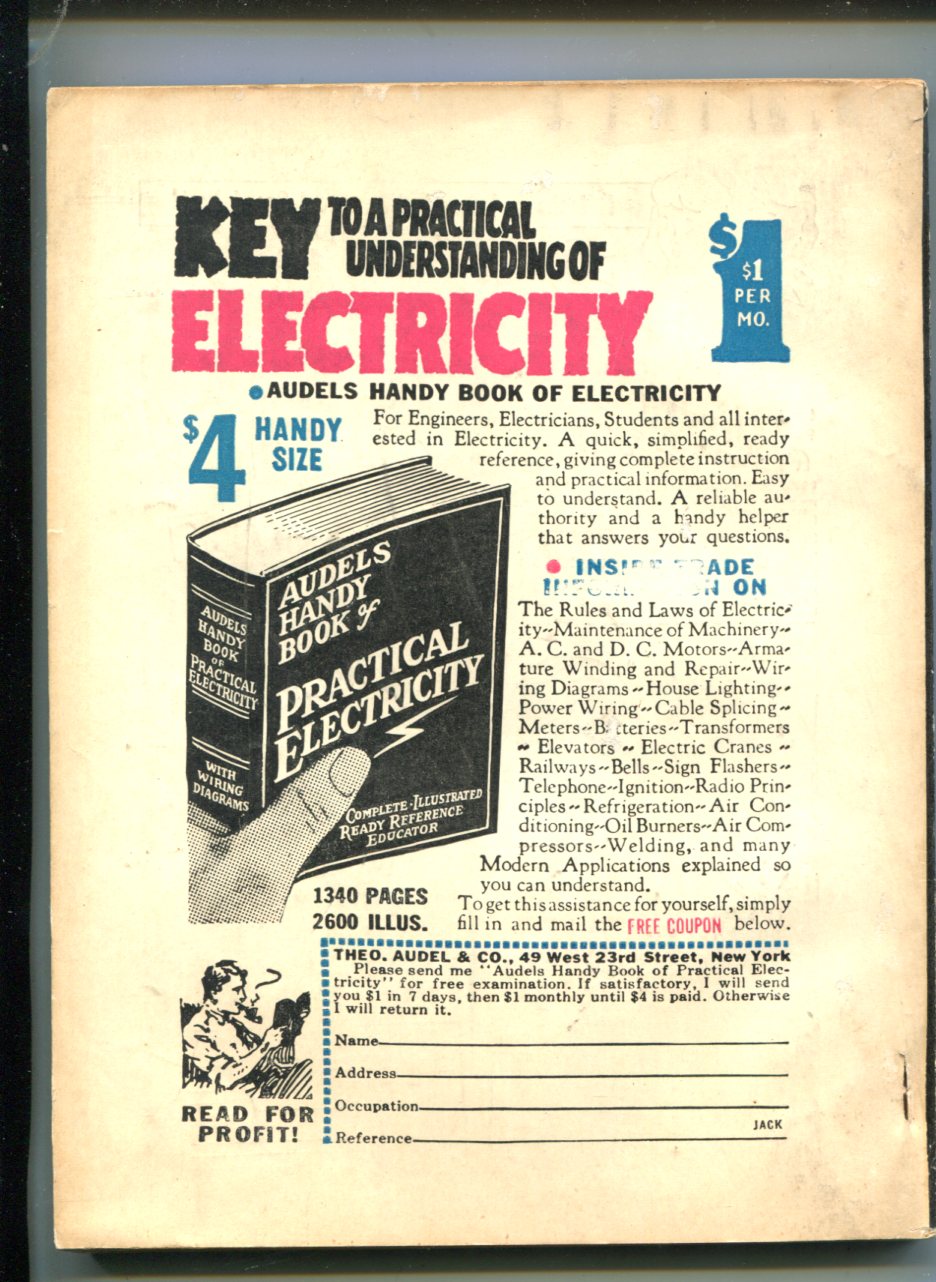 KEY TO A PRACTICAL
UNDERSTANDING OF
ELECTRICITY
$1
$1
PER
MO.
AUDELS HANDY BOOK OF ELECTRICITY
$4 HANDY
SIZE
For Engineers, Electricians, Students and all inter-
ested in Electricity. A quick, simplified, ready
reference, giving complete instruction
and practical information. Easy
to understand. A reliable au-
thority and a handy helper
that answers your questions.
• INSIDE TRADE
INFORMATION ON
The Rules and Laws of Electric-
ity~Maintenance of Machinery~
A. C. and D. C. Motors~Arma-
ture Winding and Repair~Wir-
ing Diagrams~House Lighting~
Power Wiring~Cable Splicing~
Meters~Batteries~Transformers
~ Elevators ~ Electric Cranes ~
Railways~Bells~Sign Flashers~
Telephone~Ignition~Radio Prin-
ciples~Refrigeration~Air Con-
ditioning~Oil Burners~Air Com-
pressors~Welding, and many
Modern Applications explained so
you can understand.
To get this assistance for yourself, simply
fill in and mail the FREE COUPON below.
AUDELS
HANDY
BOOK
OF
PRACTICAL
ELECTRICITY
WITH
WIRING
DIAGRAMS
AUDELS
HANDY
BOOK of
PRACTICAL
ELECTRICITY
COMPLETE·ILLUSTRATED
READY REFERENCE
EDUCATOR
1340 PAGES
2600 ILLUS.
READ FOR
PROFIT!
THEO. AUDEL & CO., 49 West 23rd Street, New York
Please send me "Audels Handy Book of Practical Elec-
tricity" for free examination. If satisfactory, I will send
you $1 in 7 days, then $1 monthly until $4 is paid. Otherwise
I will return it.
Name
Address
Occupation
JACK
Reference